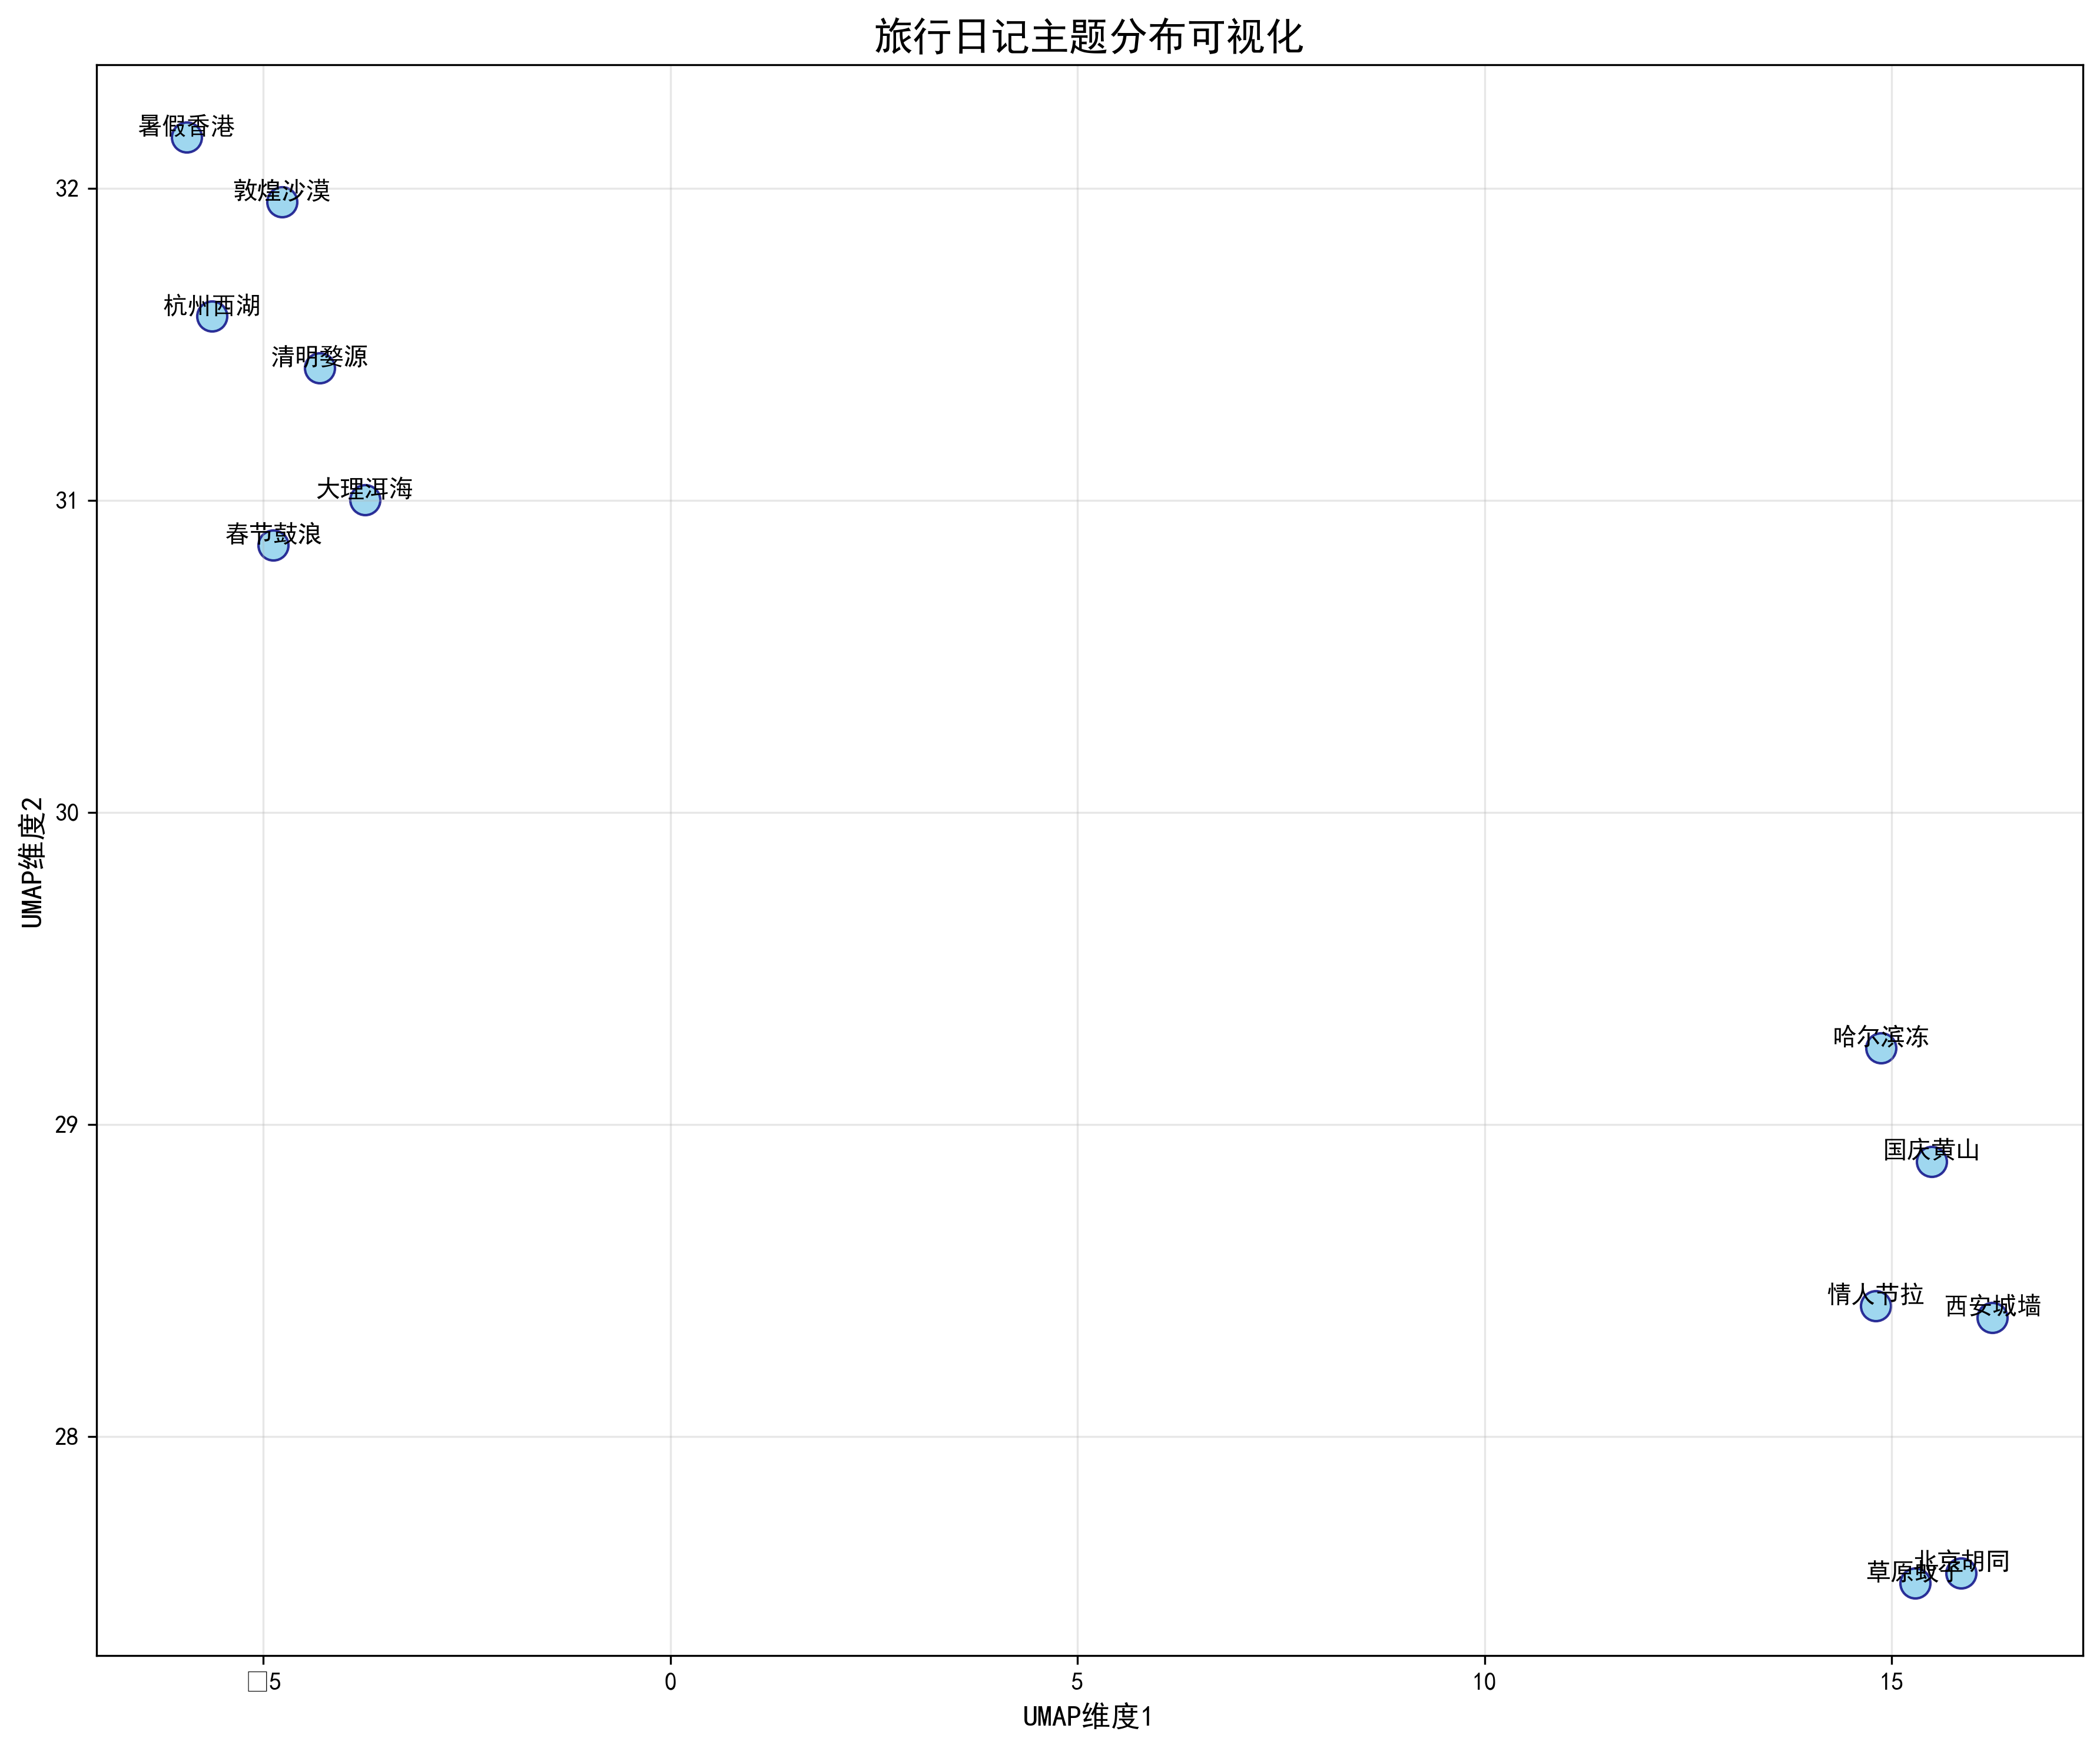 旅行日记主题分布可视化
暑假香港
敦煌沙漠
杭州西湖
清明婺源
大理洱海
春节鼓浪
哈尔滨冻
国庆黄山
情人节拉
西安城墙
北京胡同
草原敖
32
31
30
29
28
UMAP维度2
□5
0
5
10
15
UMAP维度1